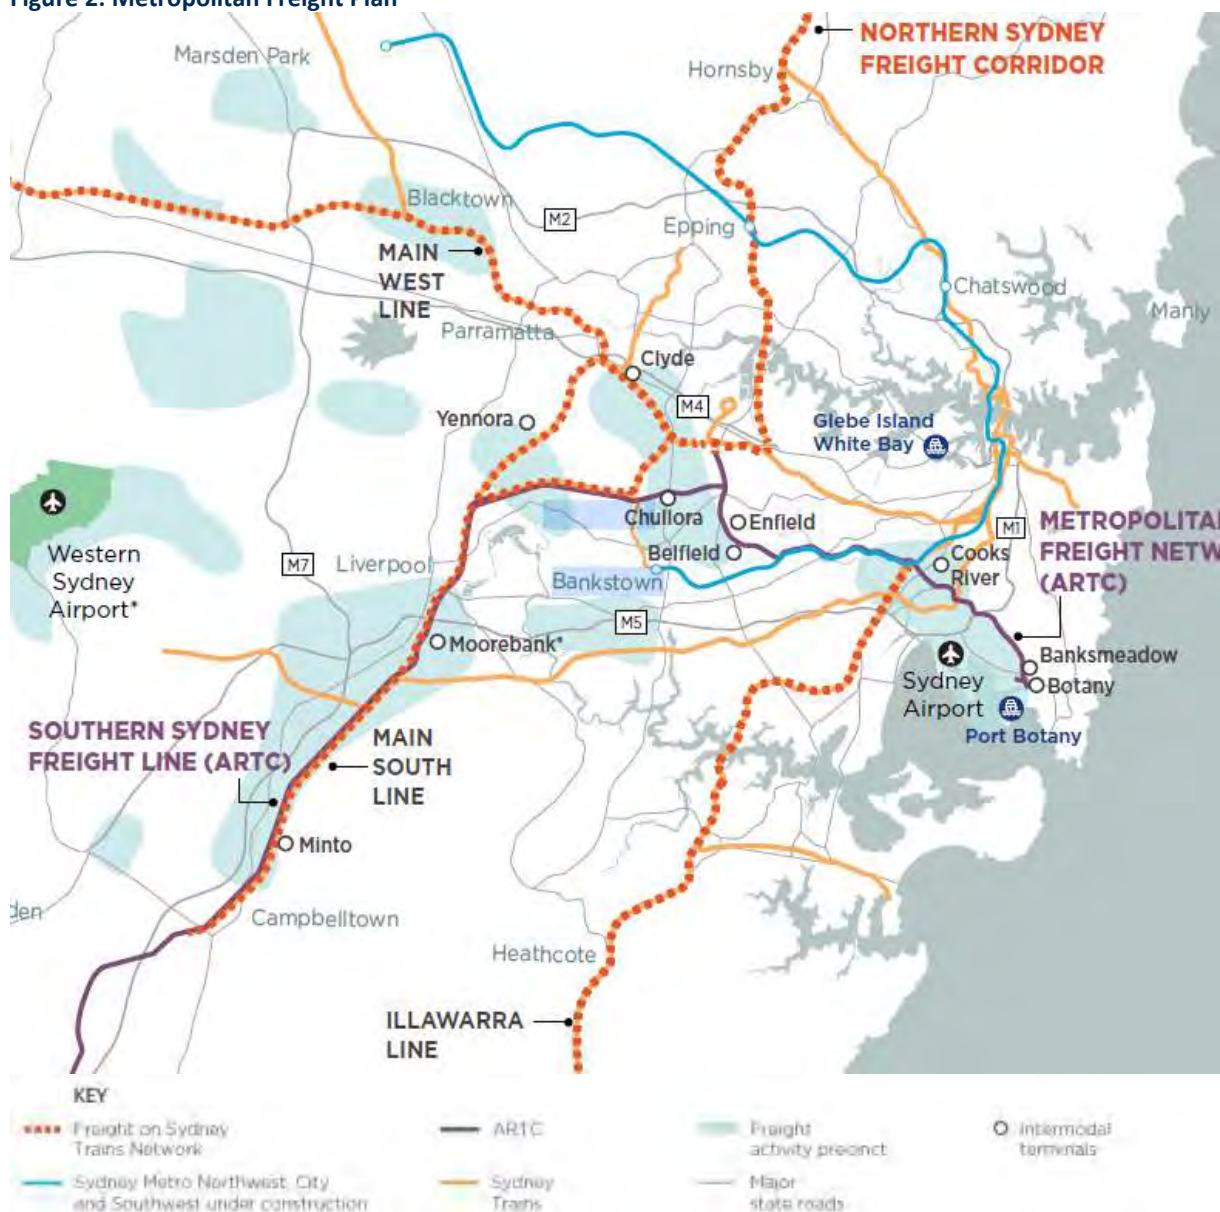 Figure 2: Metropolitan Freight Plan
NORTHERN SYDNEY
FREIGHT CORRIDOR
Marsden Park
Hornsby
Blacktown
M2
Epping
MAIN
WEST
LINE
Chatswood
Manly
Parramatta
Clyde
M4
Yennora
Glebe Island
White Bay
Chullora
Enfield
M1
METROPOLITAN
FREIGHT NETW
(ARTC)
Western
Sydney
Airport*
M7
Liverpool
Belfield
Bankstown
Cooks
River
M5
Moorebank*
Banksmeadow
Botany
Sydney
Airport
Port Botany
SOUTHERN SYDNEY
FREIGHT LINE (ARTC)
MAIN
SOUTH
LINE
Minto
den
Campbelltown
Heathcote
ILLAWARRA
LINE
KEY
Freight on Sydney
Trains Network
ARTC
Freight
activity precinct
Intermodal
terminals
Sydney Metro Northwest, City
and Southwest under construction
Sydney
Trains
Major
state roads